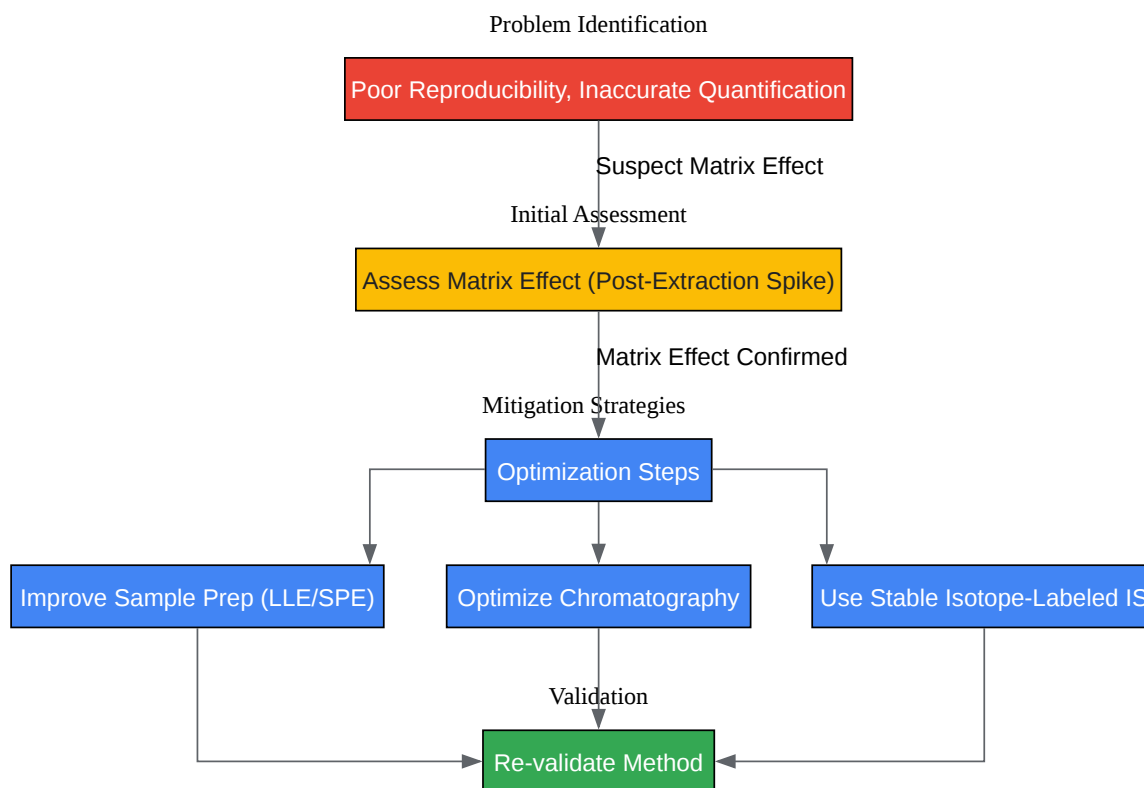 Problem Identification
Poor Reproducibility, Inaccurate Quantification
Suspect Matrix Effect
Initial Assessment
Assess Matrix Effect (Post-Extraction Spike)
Matrix Effect Confirmed
Mitigation Strategies
Optimization Steps
Improve Sample Prep (LLE/SPE)
Optimize Chromatography
Use Stable Isotope-Labeled IS
Validation
Re-validate Method